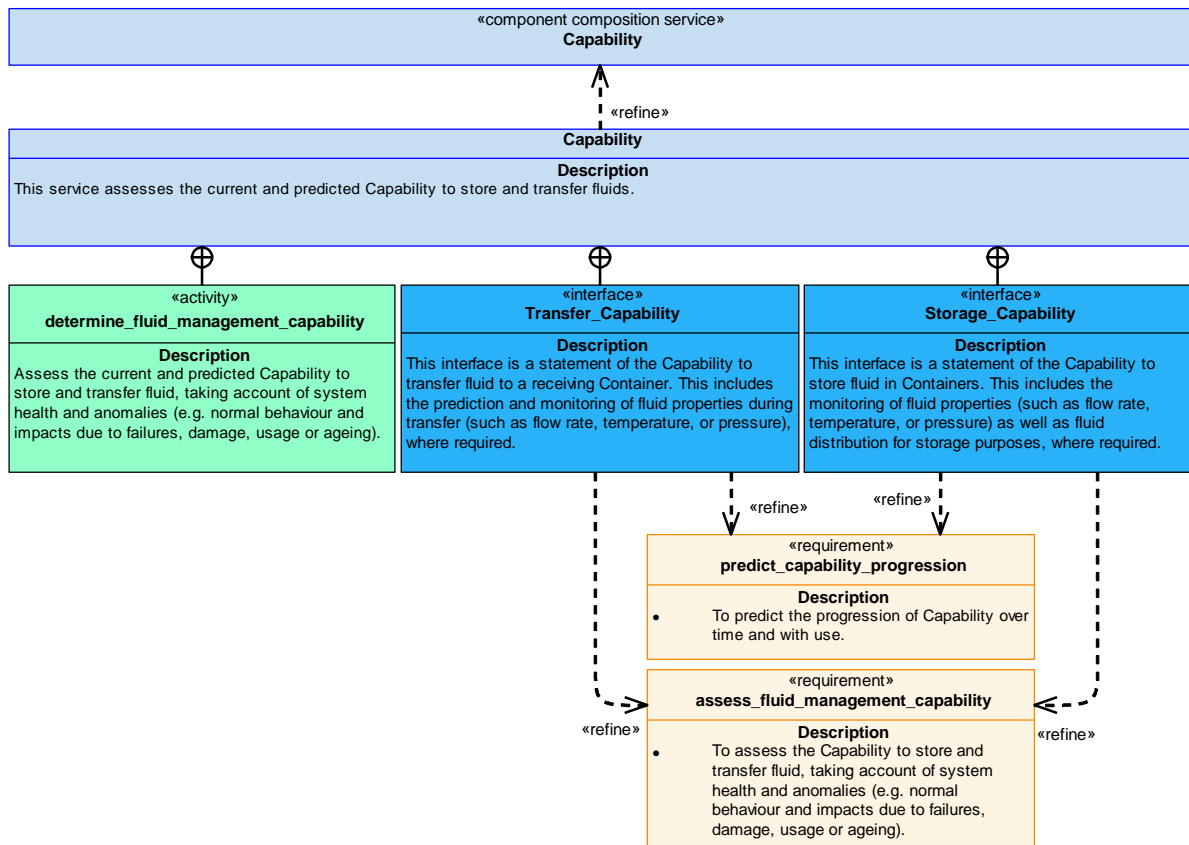 «component composition service»
Capability
«refine»
Capability
Description
This service assesses the current and predicted Capability to store and transfer fluids.
«activity»
determine_fluid_management_capability
Description
Assess the current and predicted Capability to
store and transfer fluid, taking account of system
health and anomalies (e.g. normal behaviour and
impacts due to failures, damage, usage or ageing).
«interface»
Transfer_Capability
Description
This interface is a statement of the Capability to
transfer fluid to a receiving Container. This includes
the prediction and monitoring of fluid properties during
transfer (such as flow rate, temperature, or pressure),
where required.
«interface»
Storage_Capability
Description
This interface is a statement of the Capability to
store fluid in Containers. This includes the
monitoring of fluid properties (such as flow rate,
temperature, or pressure) as well as fluid
distribution for storage purposes, where required.
«refine»
«refine»
«requirement»
predict_capability_progression
Description
• To predict the progression of Capability over
time and with use.
«requirement»
assess_fluid_management_capability
«refine»
«refine»
Description
• To assess the Capability to store and
transfer fluid, taking account of system
health and anomalies (e.g. normal
behaviour and impacts due to failures,
damage, usage or ageing).